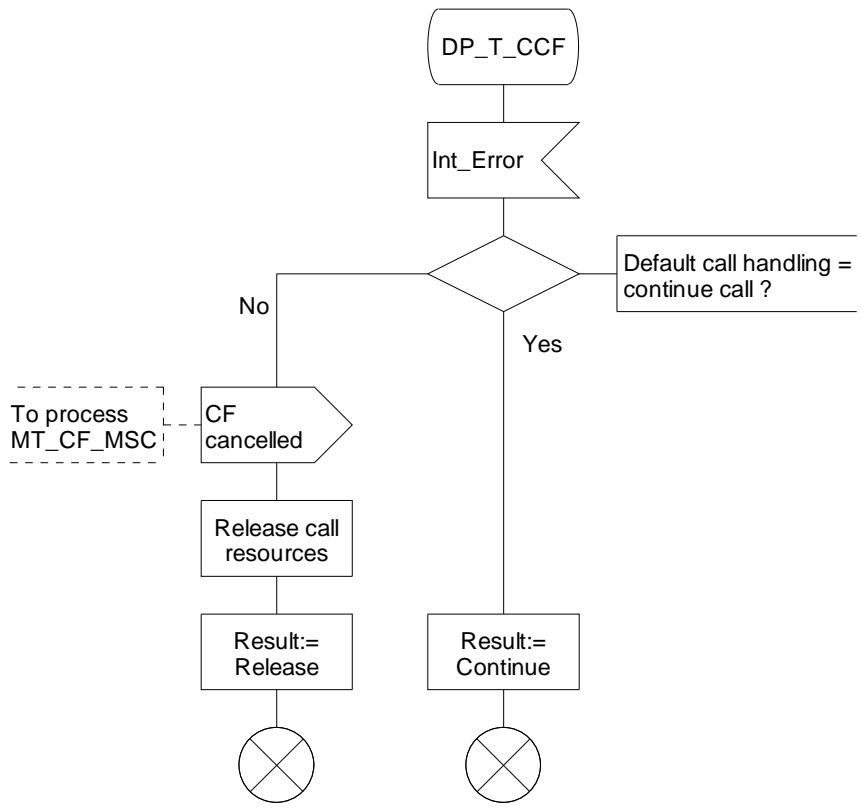 DP_T_CCF
Int_Error
Default call handling =
continue call ?
No
Yes
To process
MT_CF_MSC
CF
cancelled
Release call
resources
Result:=
Release
Result:=
Continue